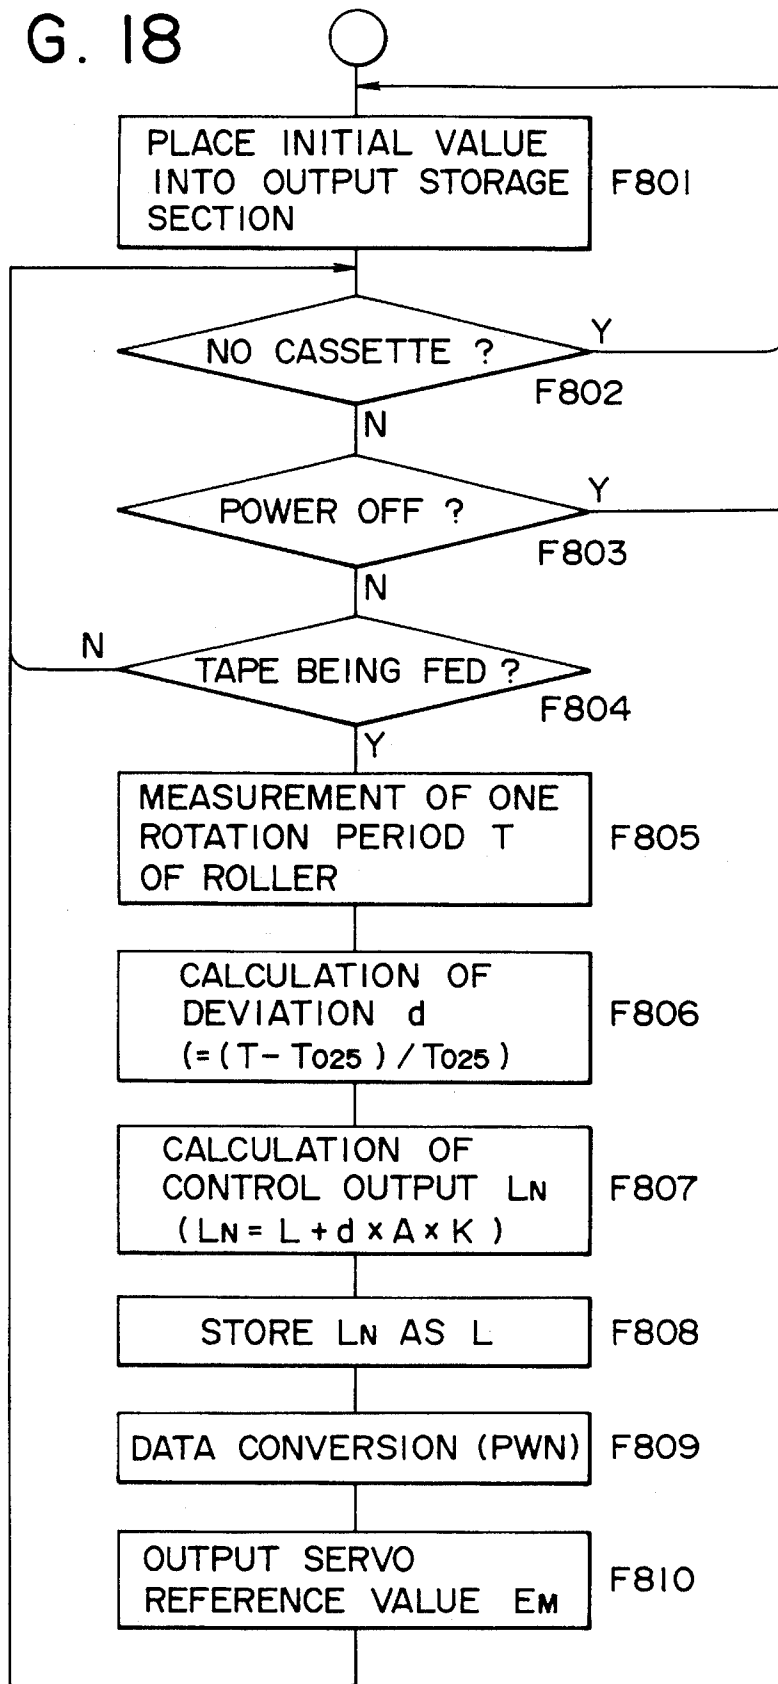 G. 18
PLACE INITIAL VALUE
INTO OUTPUT STORAGE
SECTION
F801
NO CASSETTE ?
Y
F802
N
POWER OFF ?
Y
F803
N
N
TAPE BEING FED ?
F804
Y
MEASUREMENT OF ONE
ROTATION PERIOD T
OF ROLLER
F805
CALCULATION OF
DEVIATION d
(=(T-T025)/T025)
F806
CALCULATION OF
CONTROL OUTPUT LN
(LN = L + d × A × K )
F807
STORE LN AS L
F808
DATA CONVERSION (PWN)
F809
OUTPUT SERVO
REFERENCE VALUE EM
F810